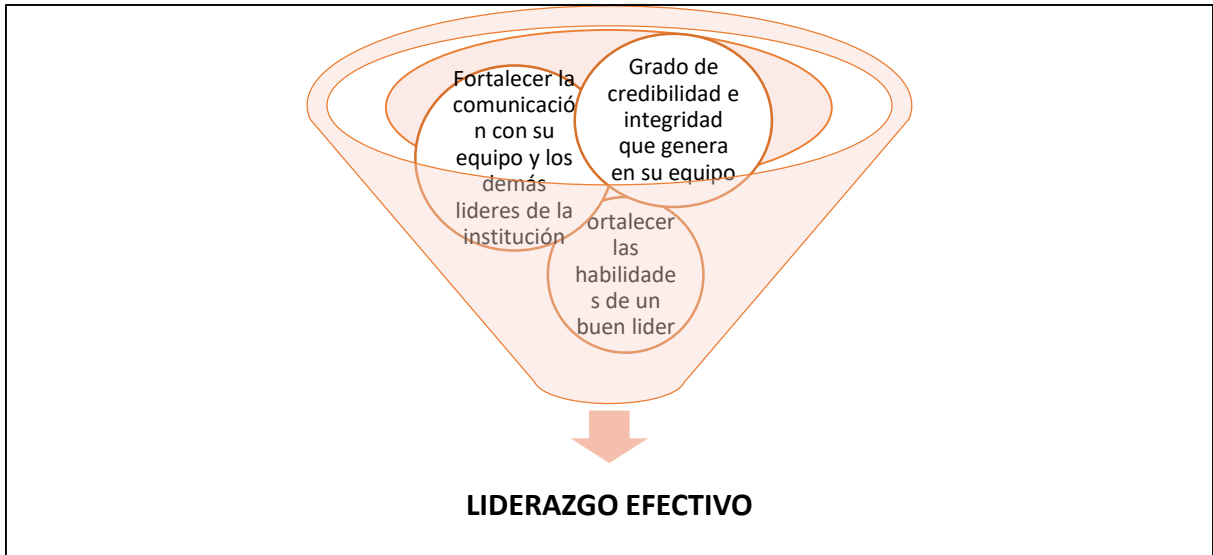 Fortalecer la
comunicació
n con su
equipo y los
demás
lideres de la
institución
Grado de
credibilidad e
integridad
que genera
en su equipo
ortalecer
las
habilidade
s de un
buen lider
LIDERAZGO EFECTIVO